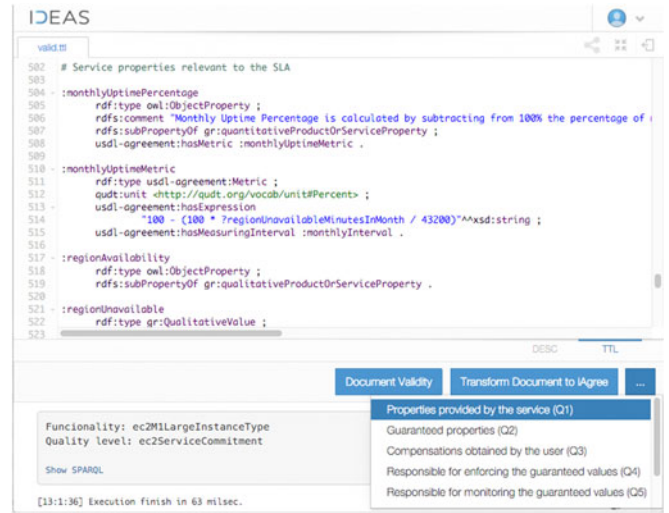 IDEAS
valid.ttl
502 # Service properties relevant to the SLA
503
504 - :monthlyUptimePercentage
505 rdf:type owl:ObjectProperty ;
506 rdfs:comment "Monthly Uptime Percentage is calculated by subtracting from 100% the percentage of
507 rdfs:subPropertyOf gr:quantitativeProductOrServiceProperty ;
508 usdl-agreement:hasMetric :monthlyUptimeMetric .
509
510 - :monthlyUptimeMetric
511 rdf:type usdl-agreement:Metric ;
512 qudt:unit <http://qudt.org/vocab/unit#Percent> ;
513 - usdl-agreement:hasExpression
514 "100 - (100 * ?regionUnavailableMinutesInMonth / 43200)"^^xsd:string ;
515 usdl-agreement:hasMeasuringInterval :monthlyInterval .
516
517 - :regionAvailability
518 rdf:type owl:ObjectProperty ;
519 rdfs:subPropertyOf gr:qualitativeProductOrServiceProperty .
520
521 - :regionUnavailable
522 rdf:type gr:QualitativeValue ;
523
DESC TTL
Document Validity Transform Document to iAgree ...
Properties provided by the service (Q1)
Guaranteed properties (Q2)
Compensations obtained by the user (Q3)
Responsible for enforcing the guaranteed values (Q4)
Responsible for monitoring the guaranteed values (Q5)
Funcionality: ec2M1LargeInstanceType
Quality level: ec2ServiceCommitment
Show SPARQL
[13:1:36] Execution finish in 63 milsec.